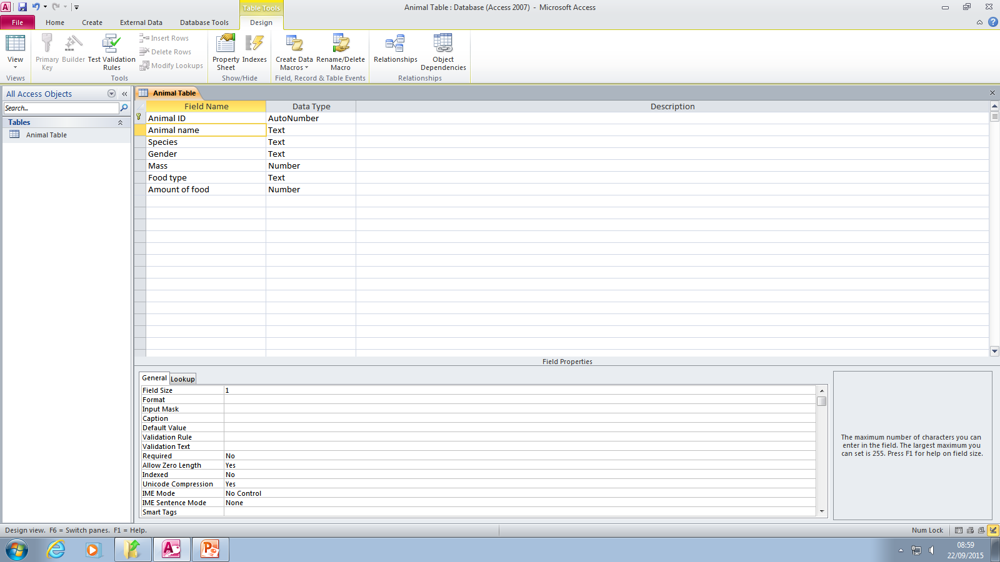 Table Tools
Animal Table : Database (Access 2007) - Microsoft Access
File Home Create External Data Database Tools Design
View
Primary Key
Builder
Test Validation Rules
Insert Rows
Delete Rows
Modify Lookups
Property Sheet
Indexes
Create Data Macros
Rename/Delete Macro
Relationships
Object Dependencies
Views Tools Show/Hide Field, Record & Table Events Relationships
All Access Objects
Search...
Tables
Animal Table
Animal Table
Field Name Data Type Description
Animal ID AutoNumber
Animal name Text
Species Text
Gender Text
Mass Number
Food type Text
Amount of food Number
Field Properties
General Lookup
Field Size 1
Format
Input Mask
Caption
Default Value
Validation Rule
Validation Text
Required No
Allow Zero Length Yes
Indexed No
Unicode Compression Yes
IME Mode No Control
IME Sentence Mode None
Smart Tags
The maximum number of characters you can
enter in the field. The largest maximum you
can set is 255. Press F1 for help on field size.
Design view. F6 = Switch panes. F1 = Help.
Num Lock
08:59
22/09/2015